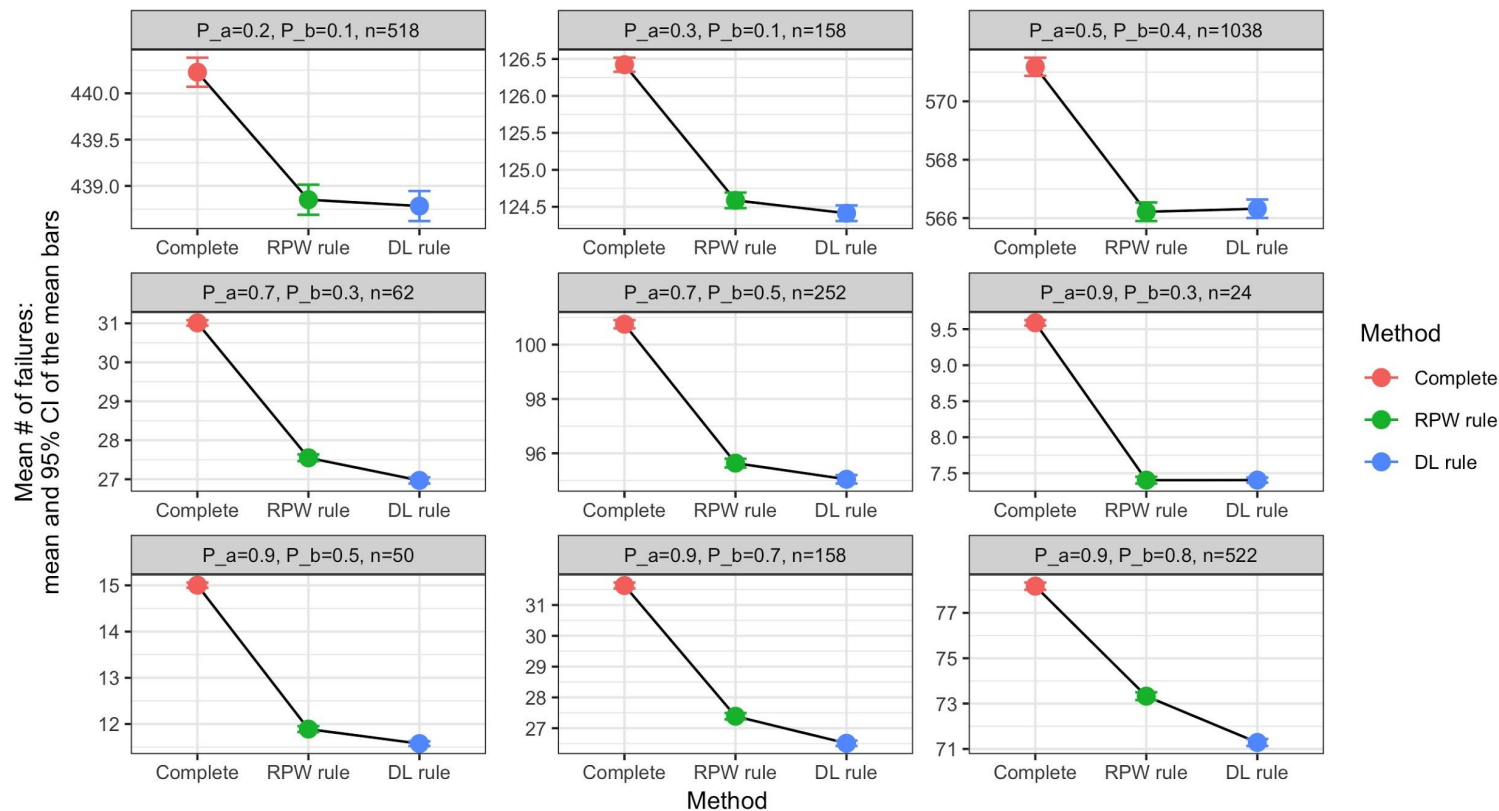 P_a=0.2, P_b=0.1, n=518
440.0
439.5
439.0
Complete RPW rule DL rule
P_a=0.3, P_b=0.1, n=158
126.5
126.0
125.5
125.0
124.5
Complete RPW rule DL rule
P_a=0.5, P_b=0.4, n=1038
570
568
566
Complete RPW rule DL rule
Mean # of failures:
mean and 95% CI of the mean bars
P_a=0.7, P_b=0.3, n=62
31
30
29
28
27
Complete RPW rule DL rule
P_a=0.7, P_b=0.5, n=252
100
98
96
Complete RPW rule DL rule
P_a=0.9, P_b=0.3, n=24
9.5
9.0
8.5
8.0
7.5
Complete RPW rule DL rule
P_a=0.9, P_b=0.5, n=50
15
14
13
12
Complete RPW rule DL rule
P_a=0.9, P_b=0.7, n=158
31
30
29
28
27
Complete RPW rule DL rule
P_a=0.9, P_b=0.8, n=522
77
75
73
71
Complete RPW rule DL rule
Method
Method
Complete
RPW rule
DL rule